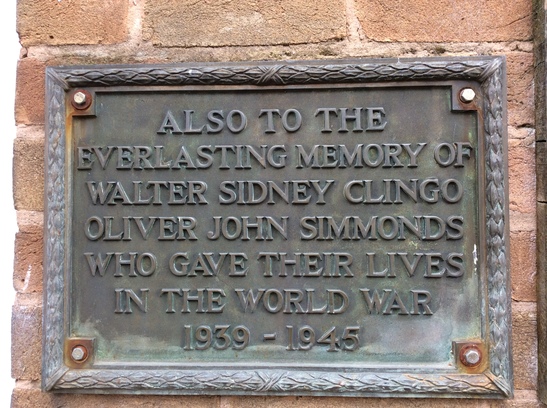 ALSO TO THE
EVERLASTING MEMORY OF
WALTER SIDNEY CLINGO
OLIVER JOHN SIMMONDS
WHO GAVE THEIR LIVES
IN THE WORLD WAR
1939 - 1945